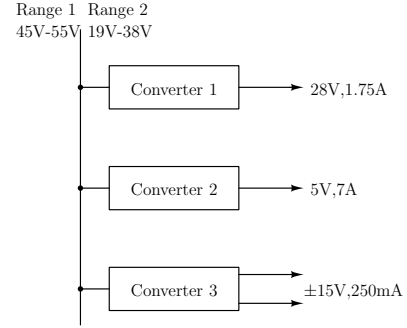 Range 1 Range 2
45V-55V 19V-38V
Converter 1
28V,1.75A
Converter 2
5V,7A
Converter 3
±15V,250mA